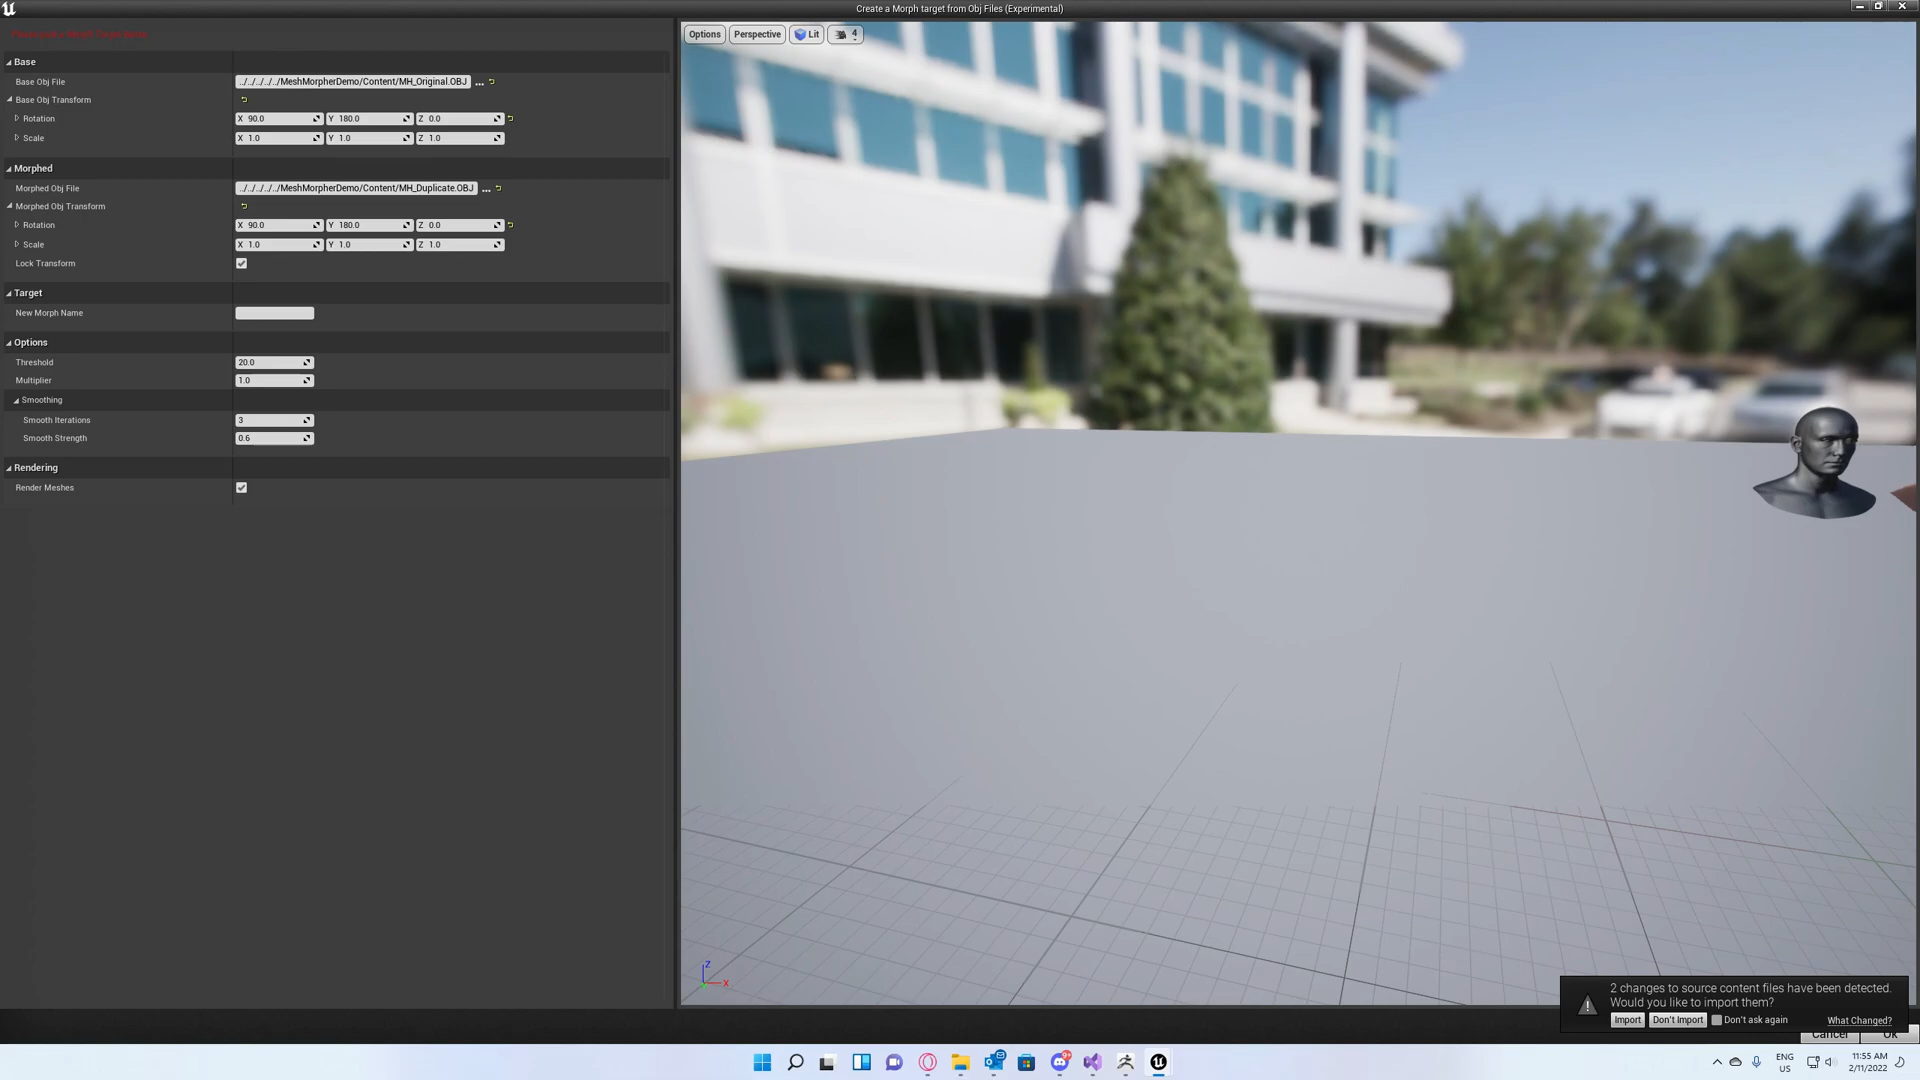 Create a Morph target from Obj Files (Experimental)
Options
Perspective
Lit
4
Base
Base Obj File
../../../../../MeshMorpherDemo/Content/MH_Original.OBJ
...
Base Obj Transform
Rotation
X 90.0
Y 180.0
Z 0.0
Scale
X 1.0
Y 1.0
Z 1.0
Morphed
Morphed Obj File
../../../../../MeshMorpherDemo/Content/MH_Duplicate.OBJ
...
Morphed Obj Transform
Rotation
X 90.0
Y 180.0
Z 0.0
Scale
X 1.0
Y 1.0
Z 1.0
Lock Transform
Target
New Morph Name
Options
Threshold
20.0
Multiplier
1.0
Smoothing
Smooth Iterations
3
Smooth Strength
0.6
Rendering
Render Meshes
Z
X
2 changes to source content files have been detected.
Would you like to import them?
Import
Don't Import
Don't ask again
What Changed?
Cancel
Ok
9+
ENG
US
11:55 AM
2/11/2022